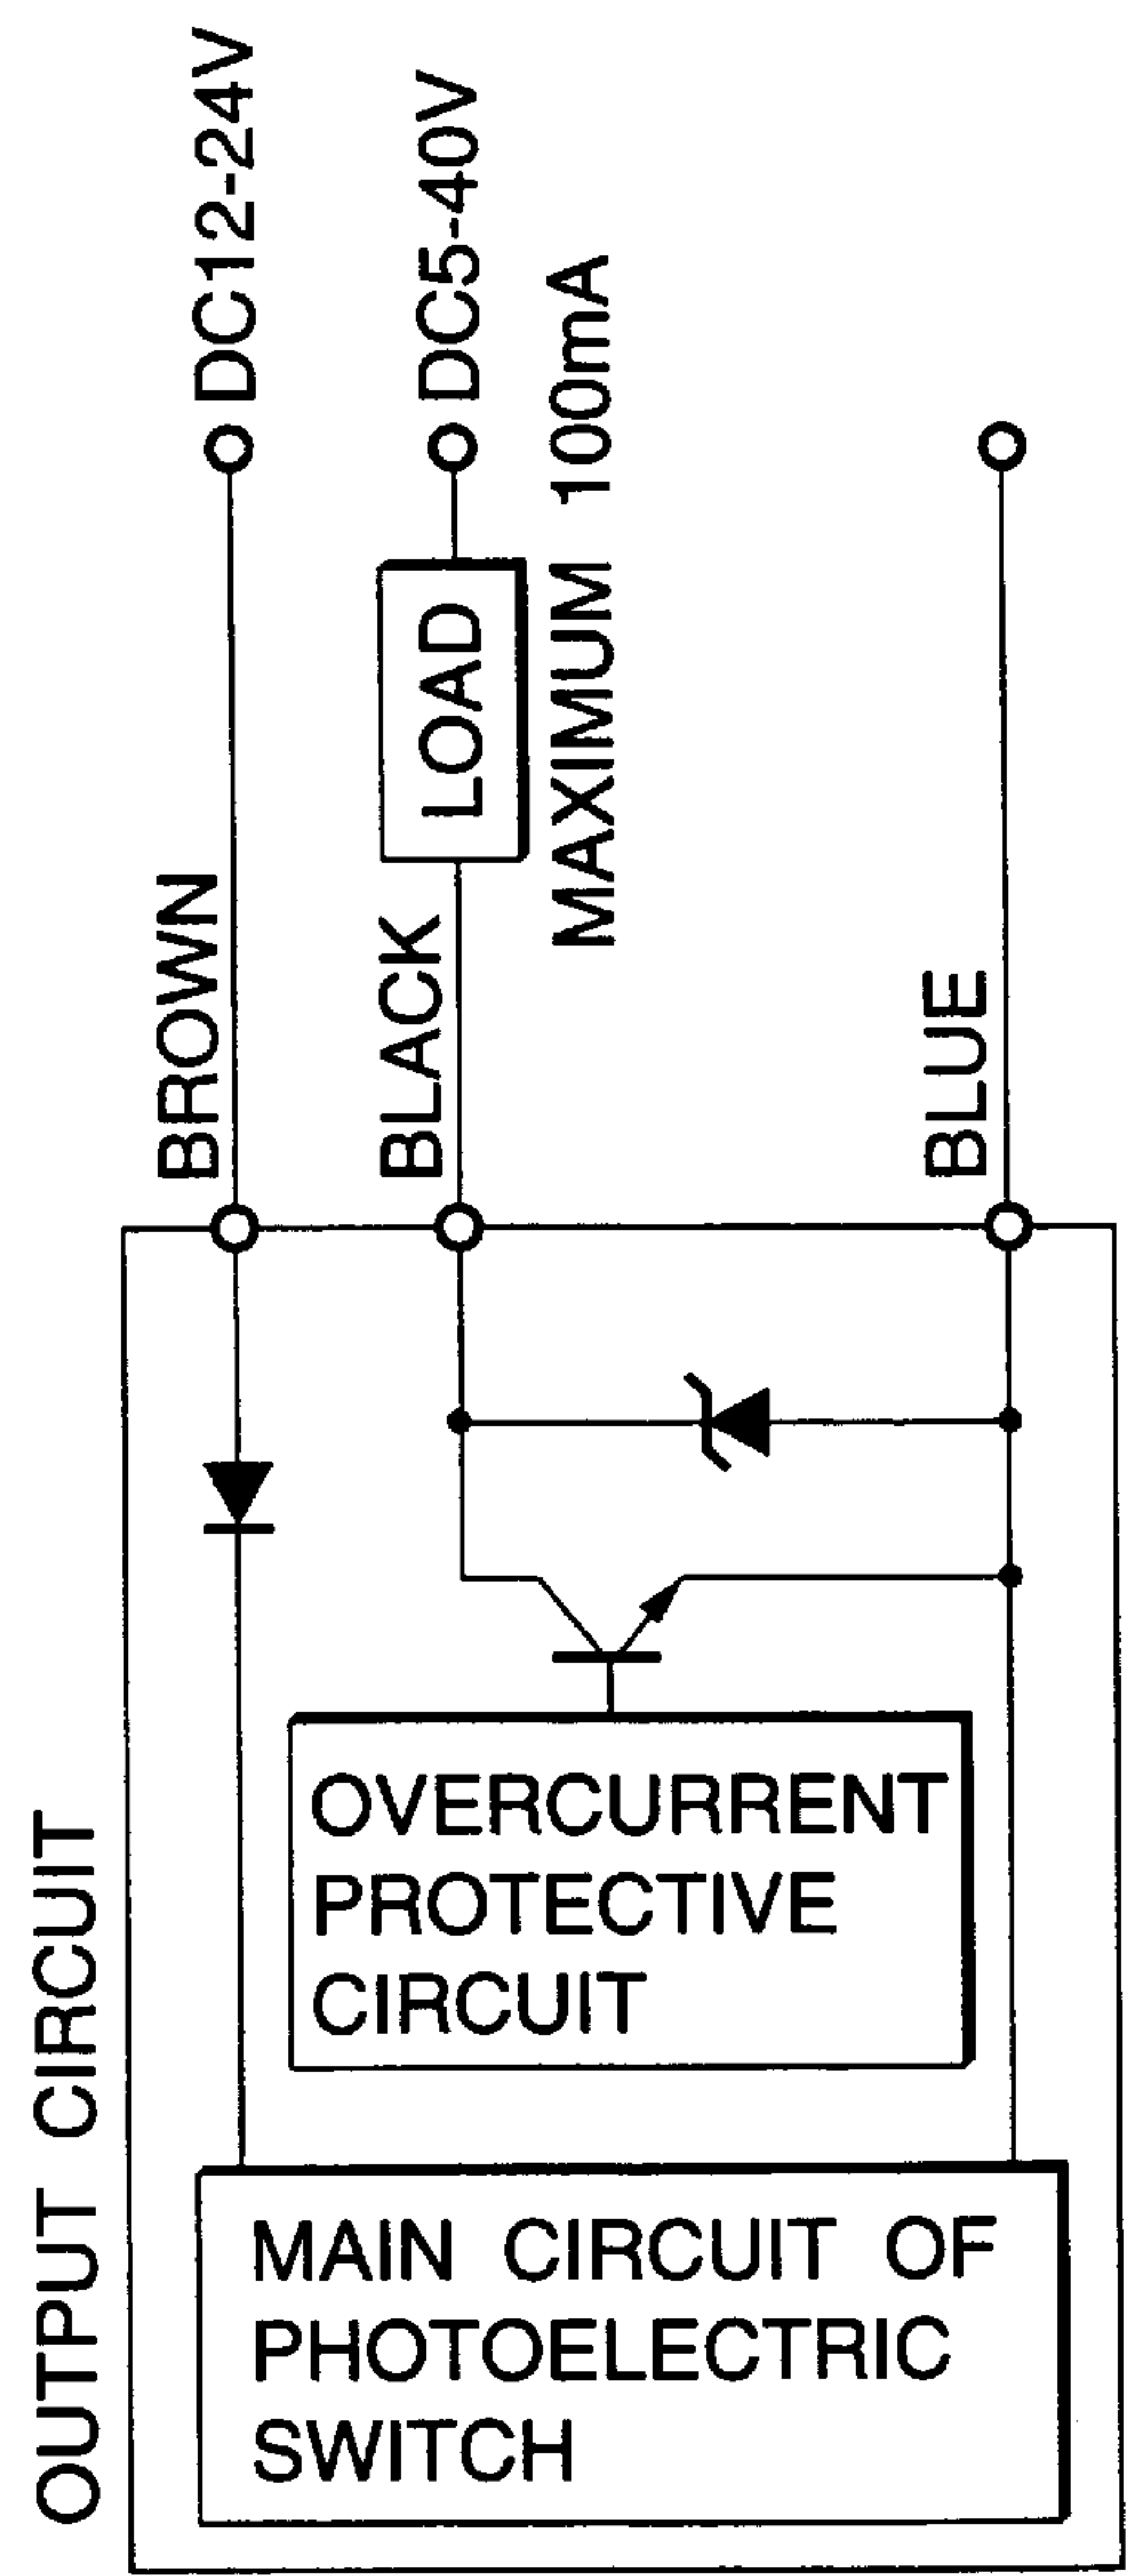 OUTPUT CIRCUIT
BROWN
DC12-24V
BLACK
LOAD
DC5-40V
MAXIMUM 100mA
BLUE
OVERCURRENT
PROTECTIVE
CIRCUIT
MAIN CIRCUIT OF
PHOTOELECTRIC
SWITCH